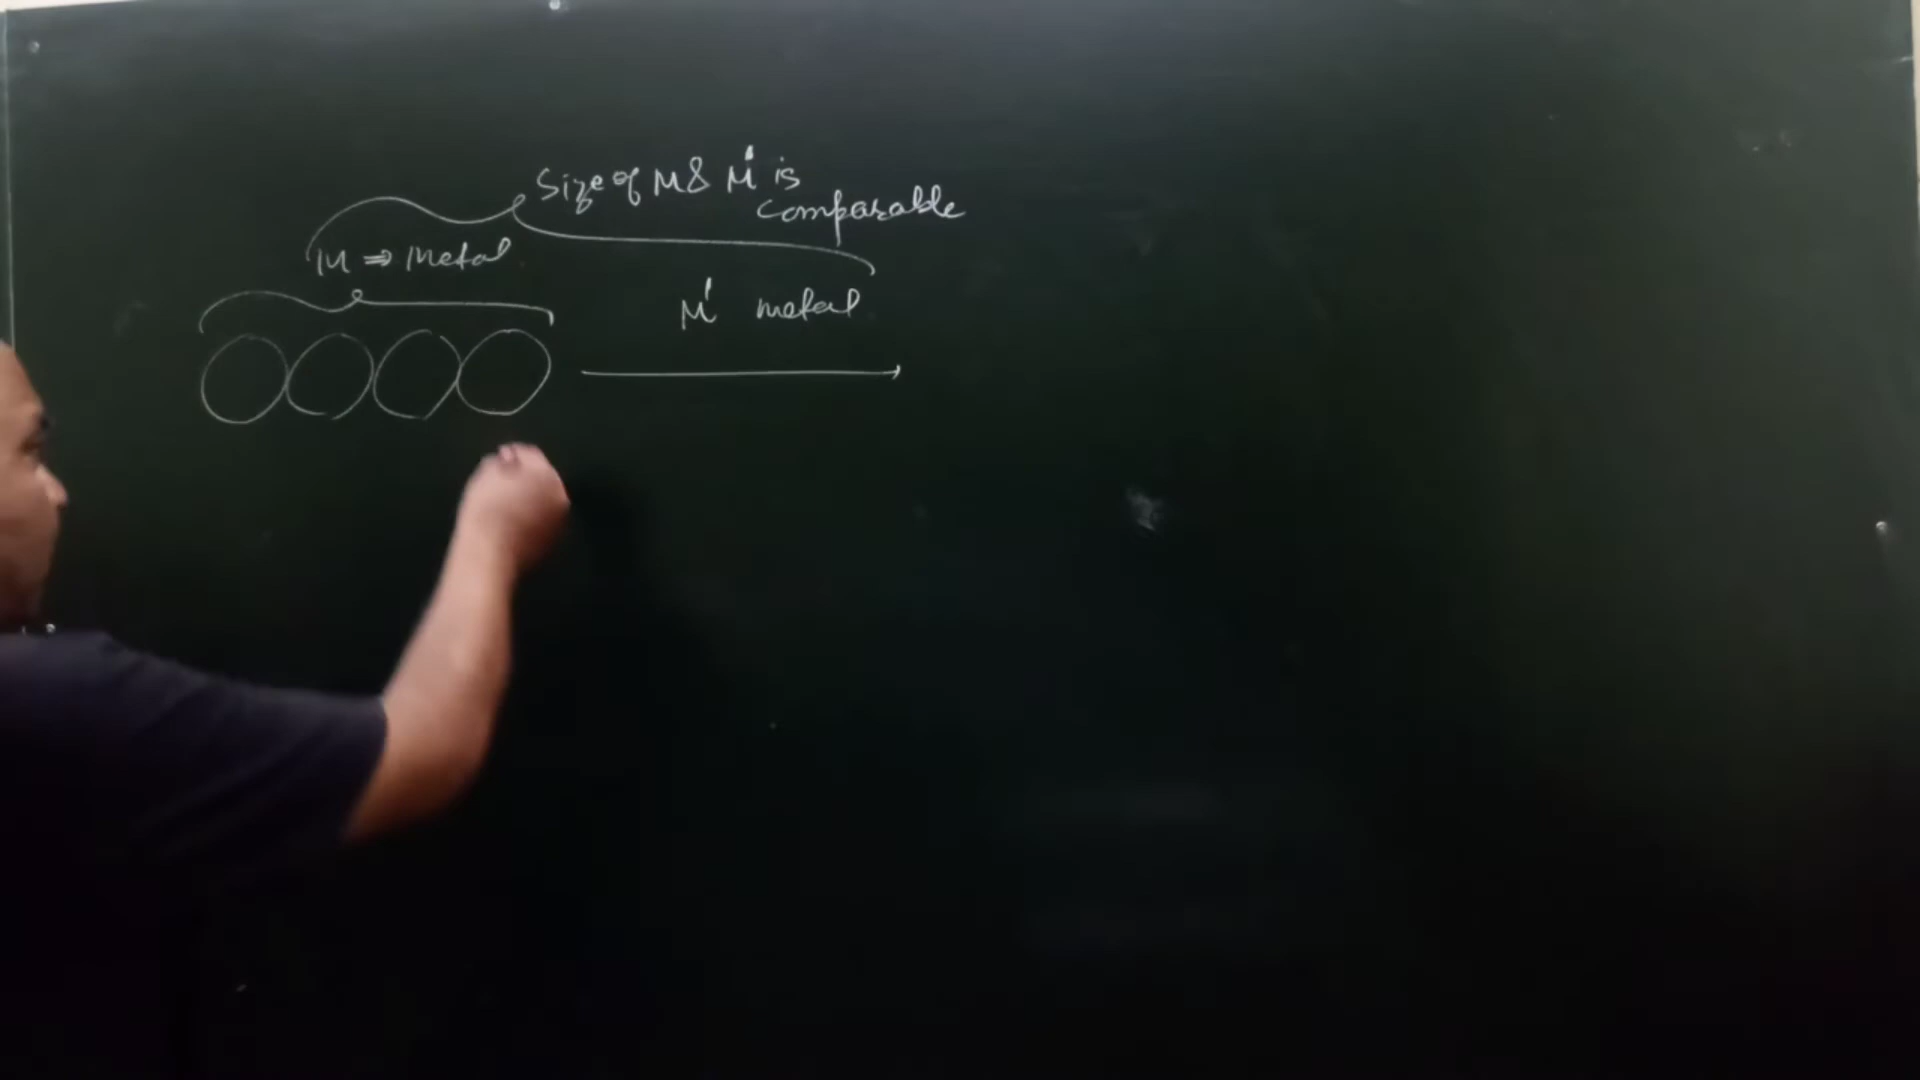 Size of M & M' is
comparable
M ⇒ Metal
M' metal